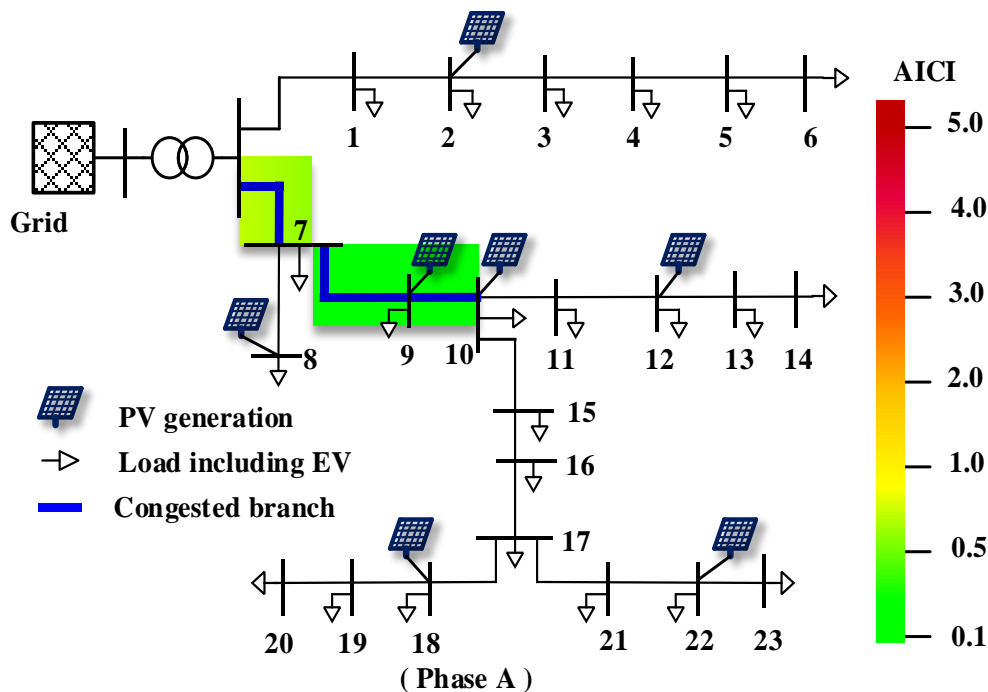 AICI
5.0
4.0
3.0
2.0
1.0
0.5
0.1
Grid
1 2 3 4 5 6
7
8 9 10 11 12 13 14
PV generation
Load including EV
Congested branch
15
16
17
20 19 18 21 22 23
( Phase A )